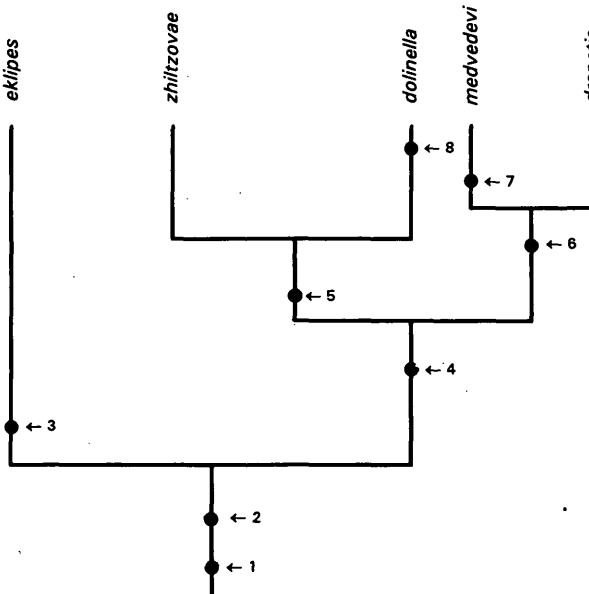 eklipes
zhiltzovae
dolinella
medvedevi
← 8
← 7
← 6
← 5
← 4
← 3
← 2
← 1